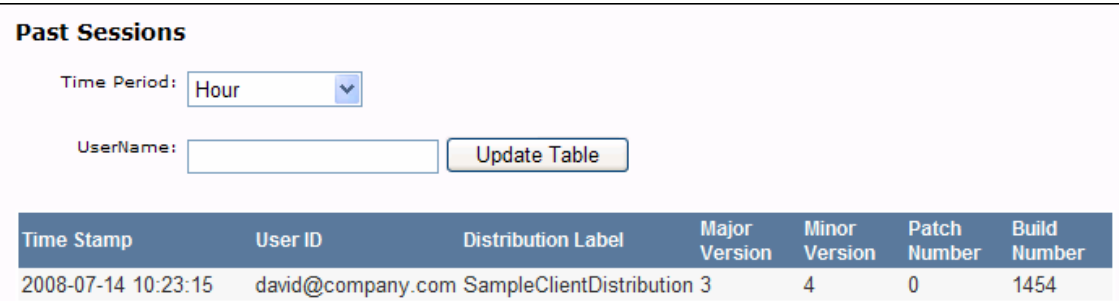 Past Sessions
Time Period: Hour
UserName: Update Table
Time Stamp User ID Distribution Label Major Version Minor Version Patch Number Build Number
2008-07-14 10:23:15 david@company.com SampleClientDistribution 3 4 0 1454